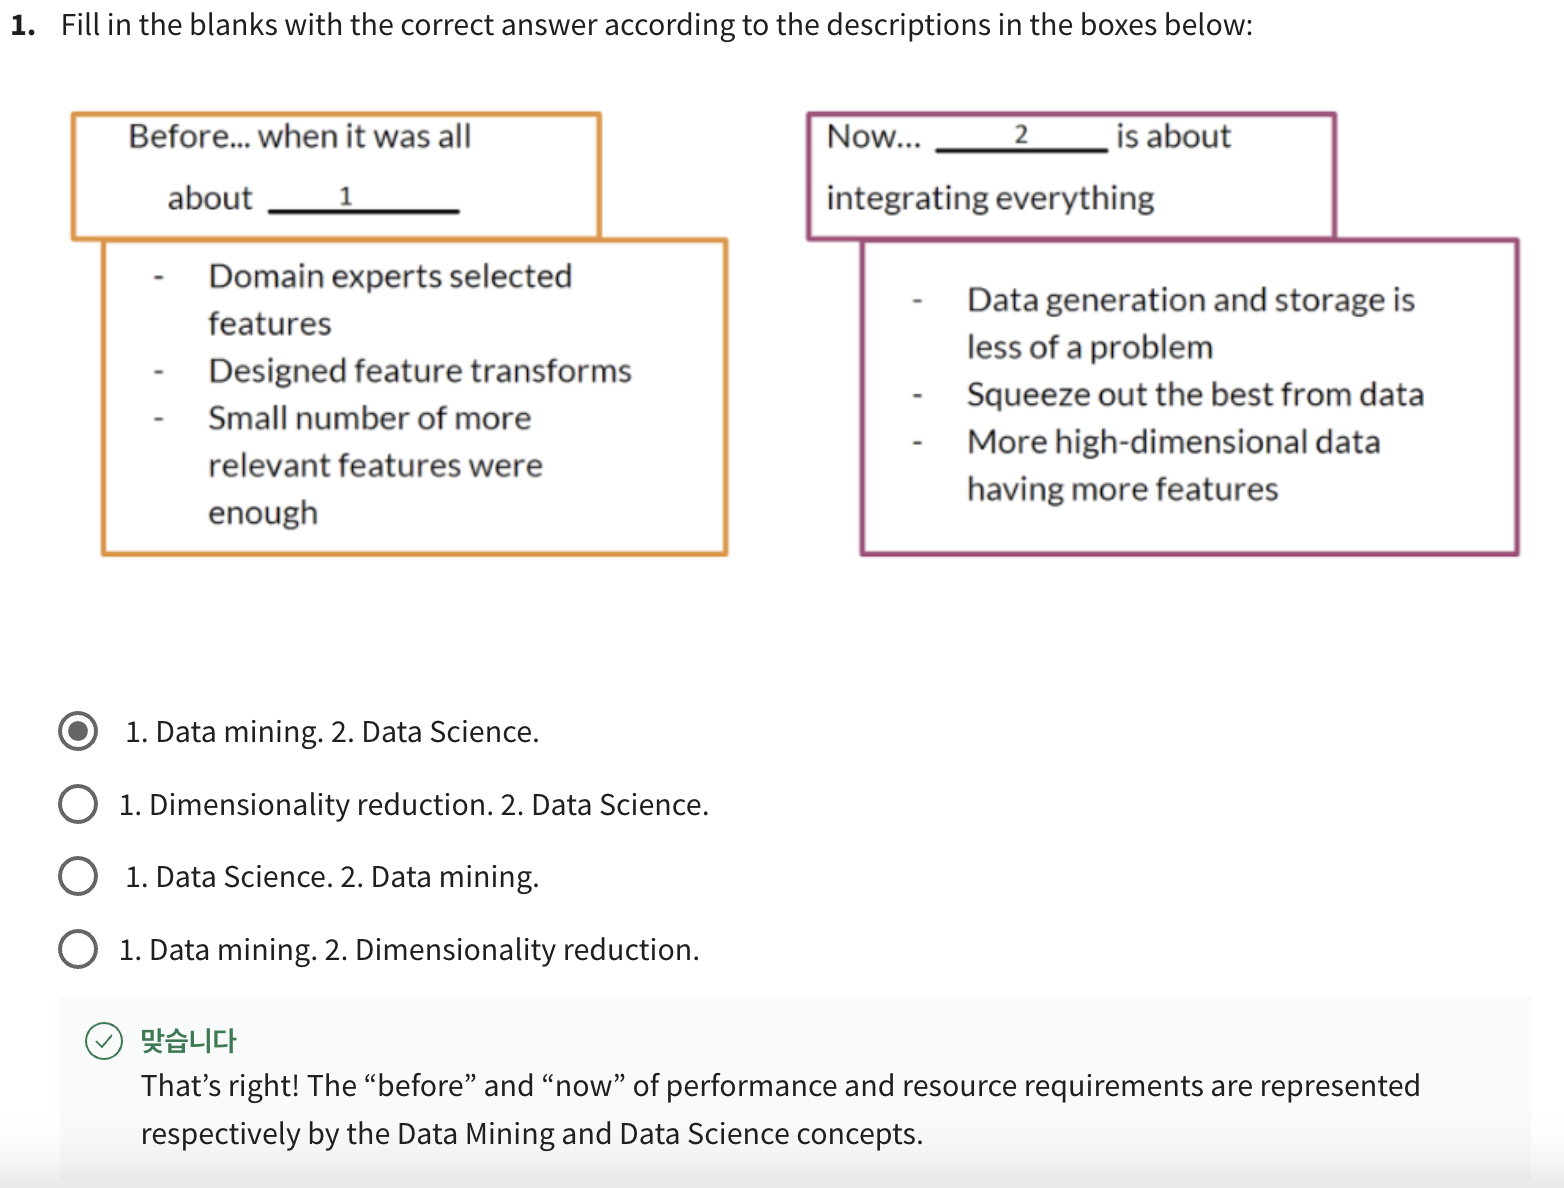 1. Fill in the blanks with the correct answer according to the descriptions in the boxes below:
Before... when it was all
about 1
- Domain experts selected
features
- Designed feature transforms
- Small number of more
relevant features were
enough
Now... 2 is about
integrating everything
- Data generation and storage is
less of a problem
- Squeeze out the best from data
- More high-dimensional data
having more features
1. Data mining. 2. Data Science.
1. Dimensionality reduction. 2. Data Science.
1. Data Science. 2. Data mining.
1. Data mining. 2. Dimensionality reduction.
맞습니다
That’s right! The “before” and “now” of performance and resource requirements are represented
respectively by the Data Mining and Data Science concepts.